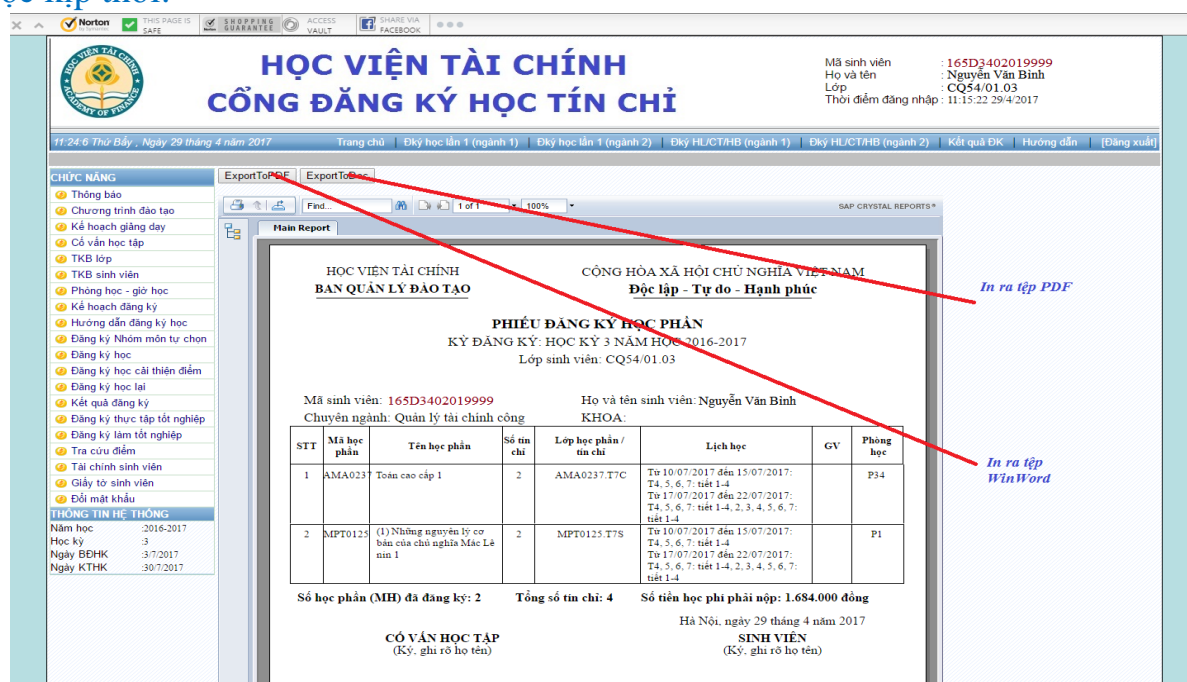 ọc kịp thời.
Norton by Symantec THIS PAGE IS SAFE SHOPPING GUARANTEE ACCESS VAULT SHARE VIA FACEBOOK
HỌC VIỆN TÀI CHÍNH
CỔNG ĐĂNG KÝ HỌC TÍN CHỈ
HỌC VIỆN TÀI CHÍNH
ACADEMY OF FINANCE
Mã sinh viên : 165D3402019999
Họ và tên : Nguyễn Văn Bình
Lớp : CQ54/01.03
Thời điểm đăng nhập : 11:15:22 29/4/2017
11:24:6 Thứ Bẩy , Ngày 29 tháng 4 năm 2017
Trang chủ | Đký học lần 1 (ngành 1) | Đký học lần 1 (ngành 2) | Đký HL/CT/HB (ngành 1) | Đký HL/CT/HB (ngành 2) | Kết quả ĐK | Hướng dẫn | [Đăng xuất]
CHỨC NĂNG
Thông báo
Chương trình đào tạo
Kế hoạch giảng dạy
Cố vấn học tập
TKB lớp
TKB sinh viên
Phòng học - giờ học
Kế hoạch đăng ký
Hướng dẫn đăng ký học
Đăng ký Nhóm môn tự chọn
Đăng ký học
Đăng ký học cải thiện điểm
Đăng ký học lại
Kết quả đăng ký
Đăng ký thực tập tốt nghiệp
Đăng ký làm tốt nghiệp
Tra cứu điểm
Tài chính sinh viên
Giấy tờ sinh viên
Đổi mật khẩu
THÔNG TIN HỆ THỐNG
Năm học :2016-2017
Học kỳ :3
Ngày BĐHK :3/7/2017
Ngày KTHK :30/7/2017
ExportToPDF ExportToDoc
Find... 1 of 1 100% SAP CRYSTAL REPORTS®
Main Report
HỌC VIỆN TÀI CHÍNH
BAN QUẢN LÝ ĐÀO TẠO
CỘNG HÒA XÃ HỘI CHỦ NGHĨA VIỆT NAM
Độc lập - Tự do - Hạnh phúc
PHIẾU ĐĂNG KÝ HỌC PHẦN
KỲ ĐĂNG KÝ: HỌC KỲ 3 NĂM HỌC 2016-2017
Lớp sinh viên: CQ54/01.03
Mã sinh viên: 165D3402019999 Họ và tên sinh viên: Nguyễn Văn Bình
Chuyên ngành: Quản lý tài chính công KHOA:
STT
Mã học
phần
Tên học phần
Số tín
chỉ
Lớp học phần /
tín chỉ
Lịch học
GV
Phòng
học
1
AMA0237
Toán cao cấp 1
2
AMA0237.T7C
Từ 10/07/2017 đến 15/07/2017:
T4, 5, 6, 7: tiết 1-4
Từ 17/07/2017 đến 22/07/2017:
T4, 5, 6, 7: tiết 1-4, 2, 3, 4, 5, 6, 7:
tiết 1-4
P34
2
MPT0125
(1) Những nguyên lý cơ
bản của chủ nghĩa Mác Lê
nin 1
2
MPT0125.T7S
Từ 10/07/2017 đến 15/07/2017:
T4, 5, 6, 7: tiết 1-4
Từ 17/07/2017 đến 22/07/2017:
T4, 5, 6, 7: tiết 1-4, 2, 3, 4, 5, 6, 7:
tiết 1-4
P1
Số học phần (MH) đã đăng ký: 2 Tổng số tín chỉ: 4 Số tiền học phí phải nộp: 1.684.000 đồng
Hà Nội, ngày 29 tháng 4 năm 2017
CỐ VẤN HỌC TẬP
(Ký, ghi rõ họ tên)
SINH VIÊN
(Ký, ghi rõ họ tên)
In ra tệp PDF
In ra tệp
WinWord